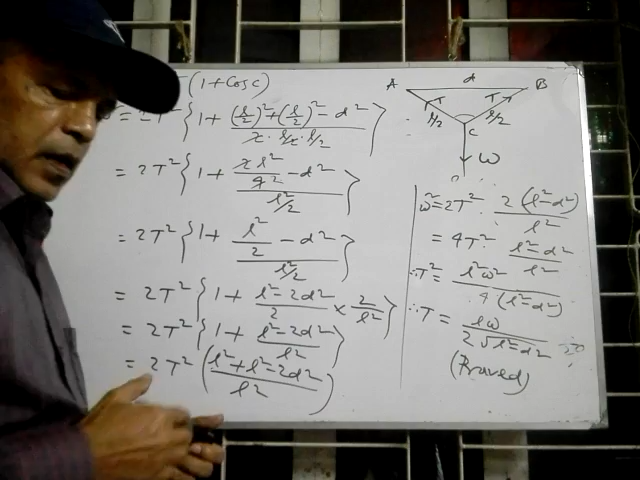 (1+Cosc)
= 2T² {1 + (l/2)²+(l/2)²-d² / 2·l/2·l/2}
= 2T² {1 + 2l²/4² - d² / l²/2}
= 2T² {1 + l²/2 - d² / l²/2}
= 2T² {1 + l²-2d²/2 × 2/l²}
= 2T² {1 + l²-2d²/l²}
= 2T² (l²+l²-2d²/l²)
A d B
T T
l/2 l/2
C
W
W²=2T². 2(l²-d²)/l²
= 4T². l²-d²/l²
∴T²= l²W²/4(l²-d²)
∴T = lW/2√l²-d²
(Proved)